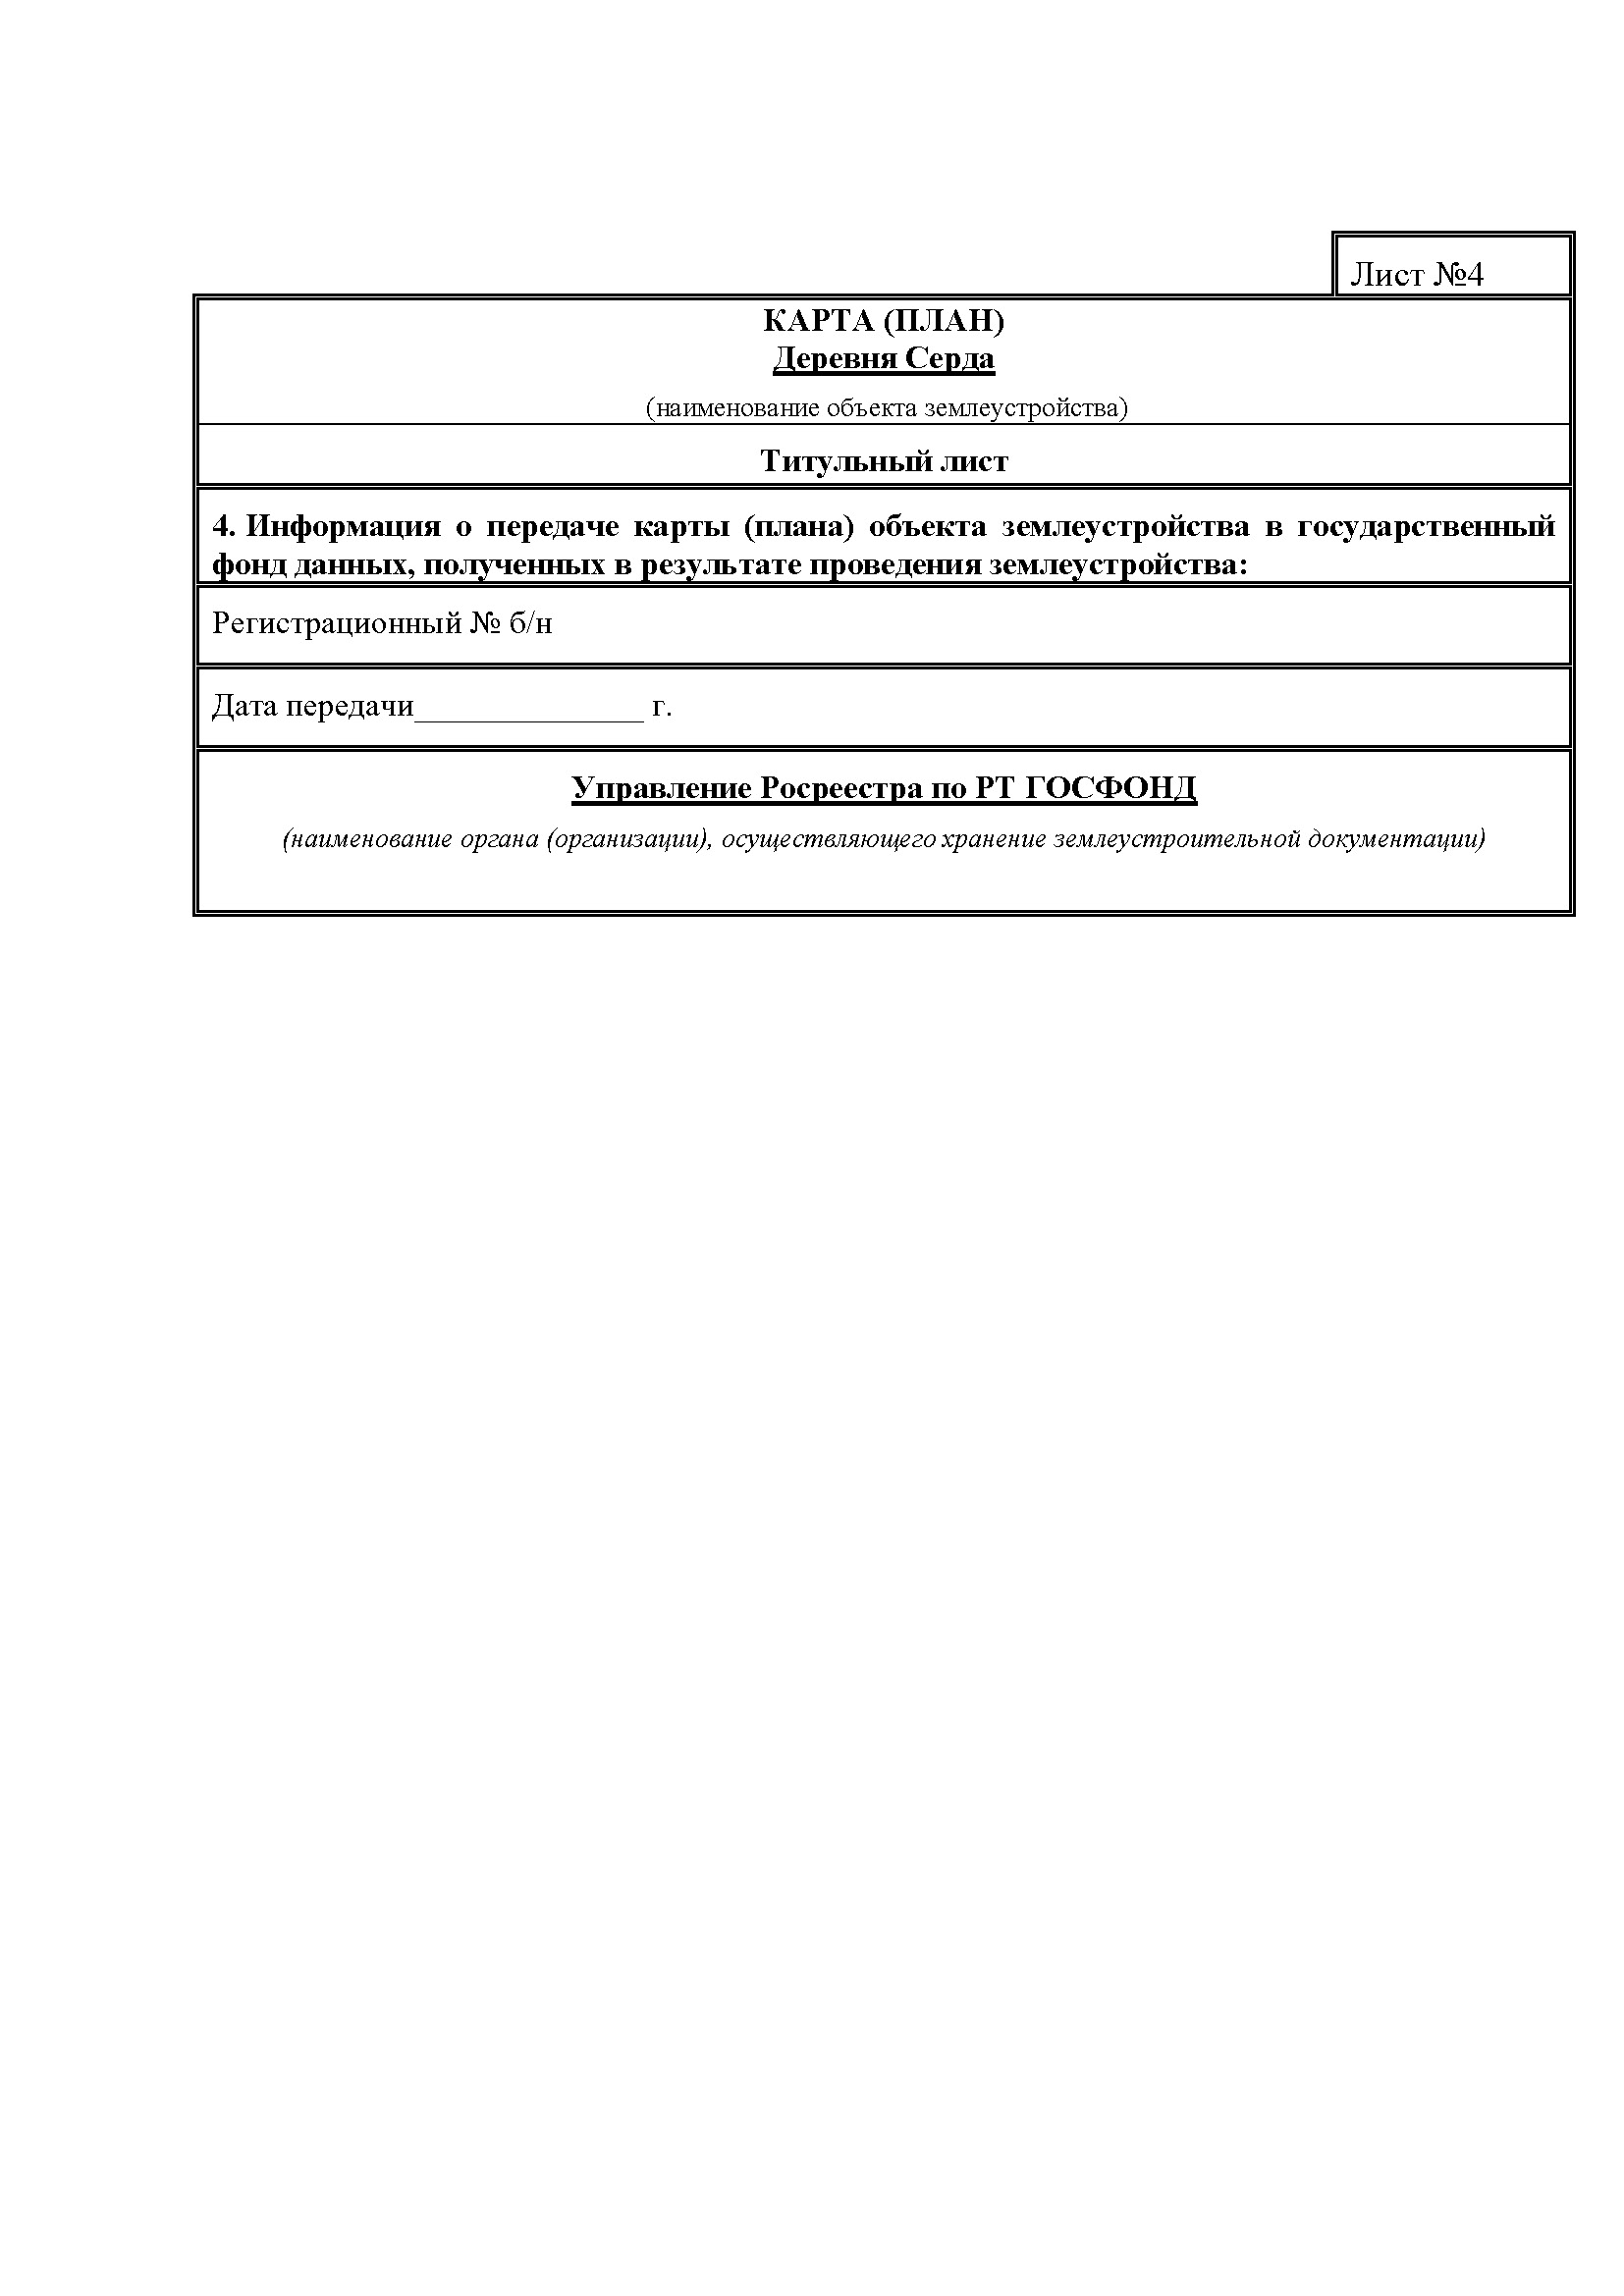 Лист №4
КАРТА (ПЛАН)
Деревня Серда
(наименование объекта землеустройства)
Титульный лист
4. Информация о передаче карты (плана) объекта землеустройства в государственный
фонд данных, полученных в результате проведения землеустройства:
Регистрационный № б/н
Дата передачи______________ г.
Управление Росреестра по РТ ГОСФОНД
(наименование органа (организации), осуществляющего хранение землеустроительной документации)